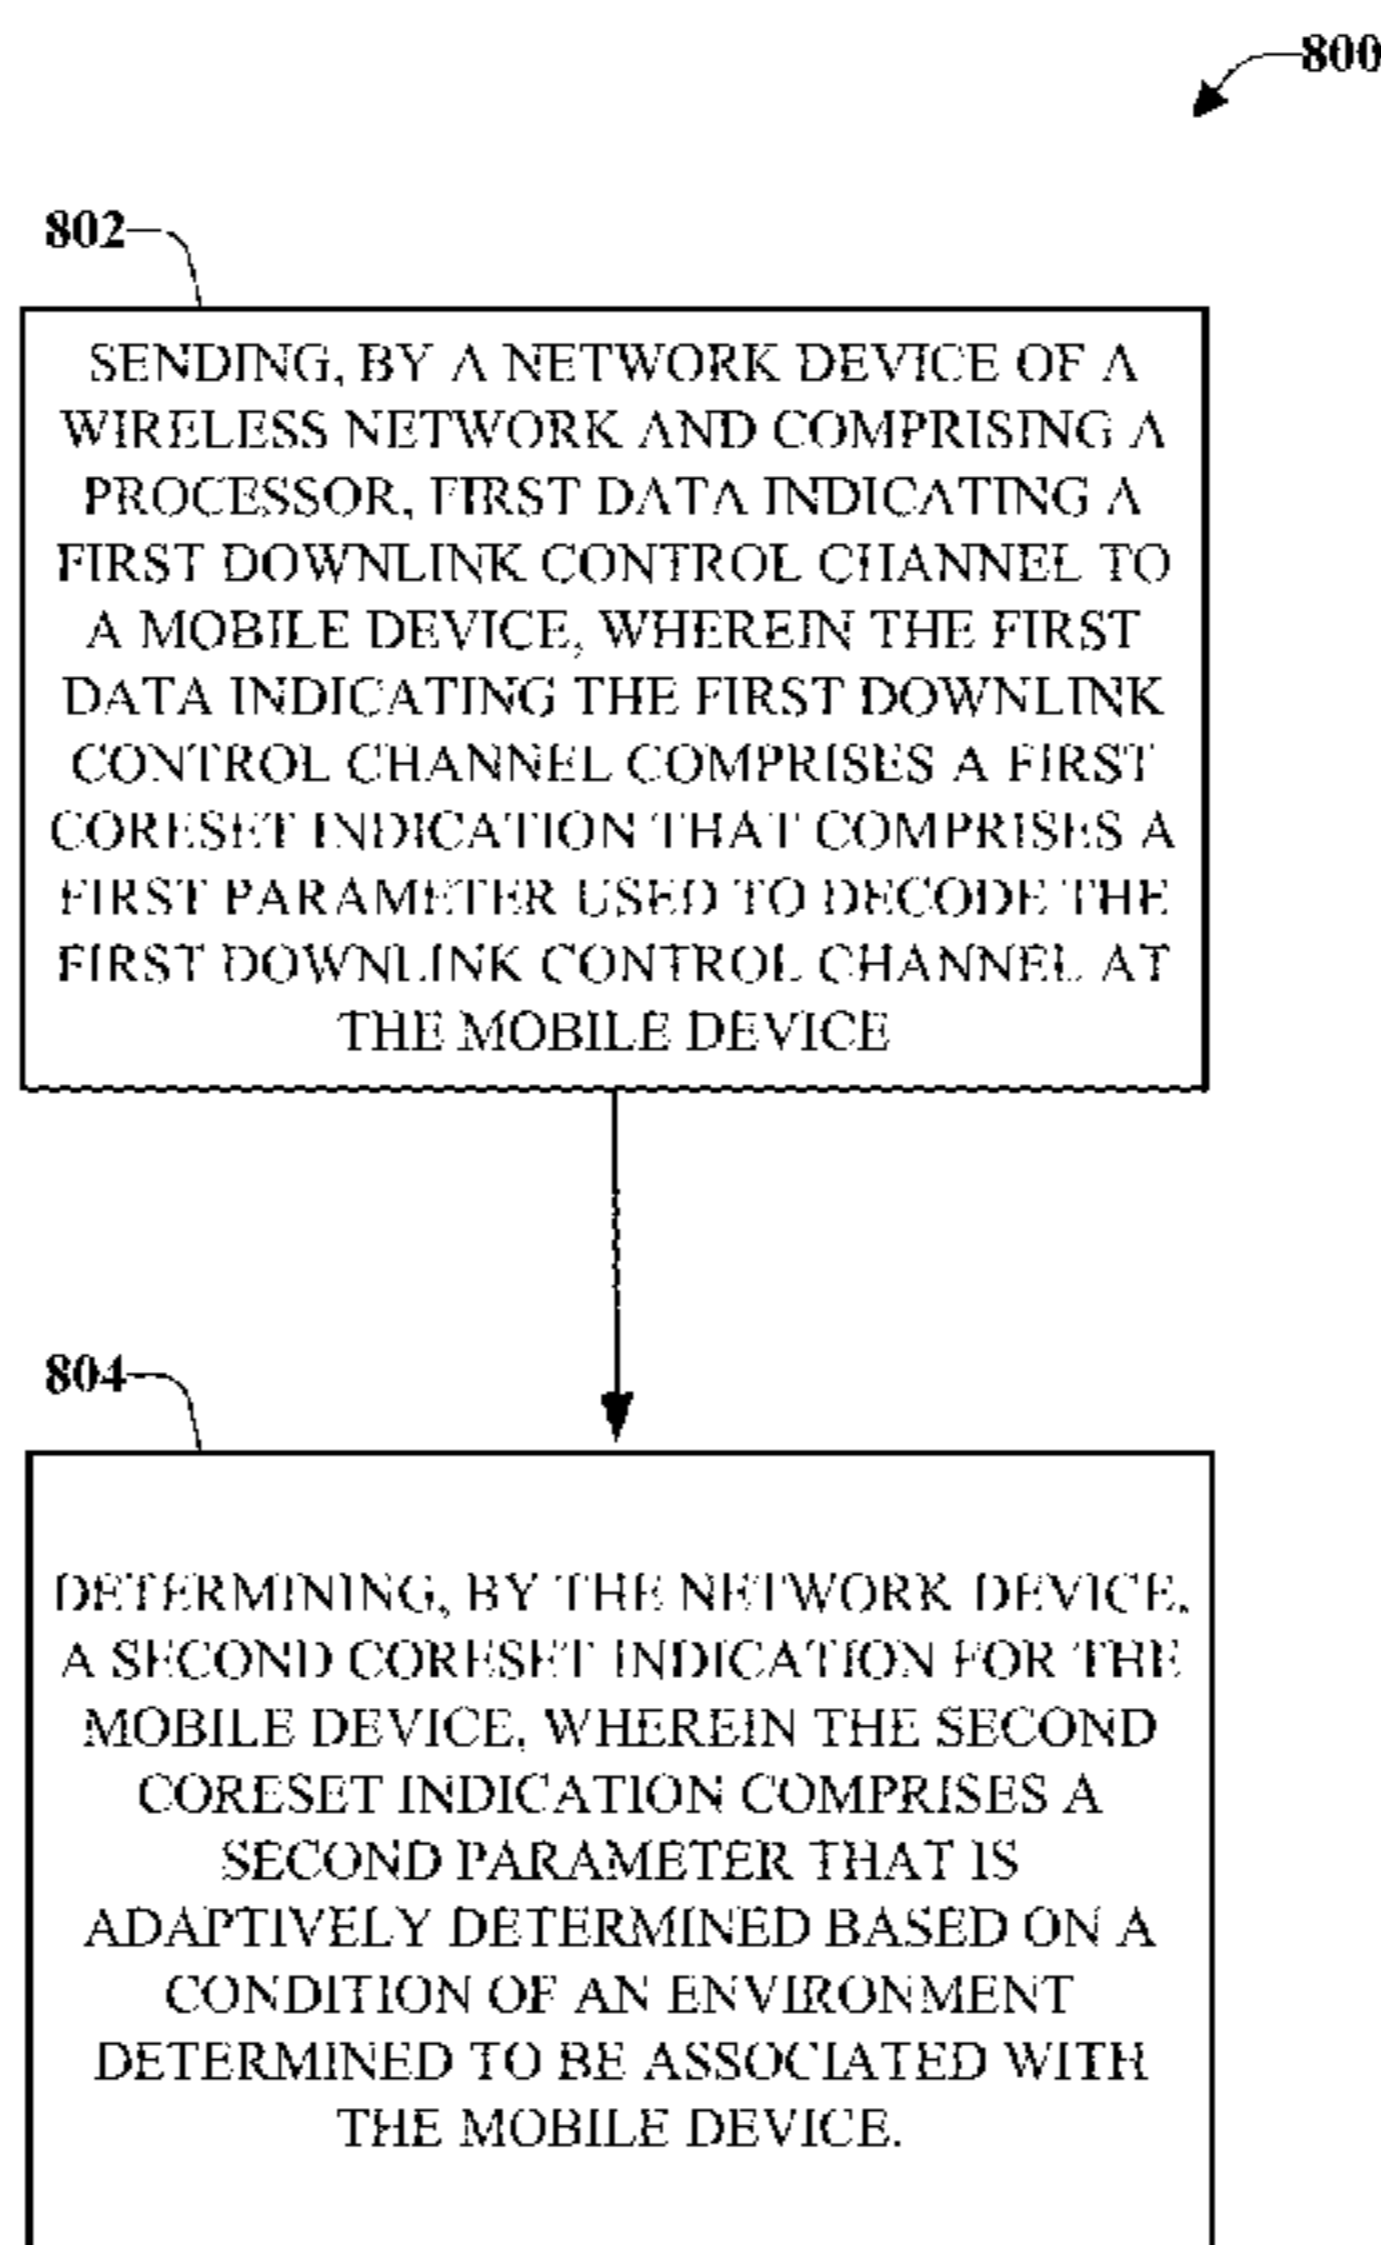 800
802
SENDING, BY A NETWORK DEVICE OF A
WIRELESS NETWORK AND COMPRISING A
PROCESSOR, FIRST DATA INDICATING A
FIRST DOWNLINK CONTROL CHANNEL TO
A MOBILE DEVICE, WHEREIN THE FIRST
DATA INDICATING THE FIRST DOWNLINK
CONTROL CHANNEL COMPRISES A FIRST
CORESET INDICATION THAT COMPRISES A
FIRST PARAMETER USED TO DECODE THE
FIRST DOWNLINK CONTROL CHANNEL AT
THE MOBILE DEVICE
804
DETERMINING, BY THE NETWORK DEVICE,
A SECOND CORESET INDICATION FOR THE
MOBILE DEVICE, WHEREIN THE SECOND
CORESET INDICATION COMPRISES A
SECOND PARAMETER THAT IS
ADAPTIVELY DETERMINED BASED ON A
CONDITION OF AN ENVIRONMENT
DETERMINED TO BE ASSOCIATED WITH
THE MOBILE DEVICE.